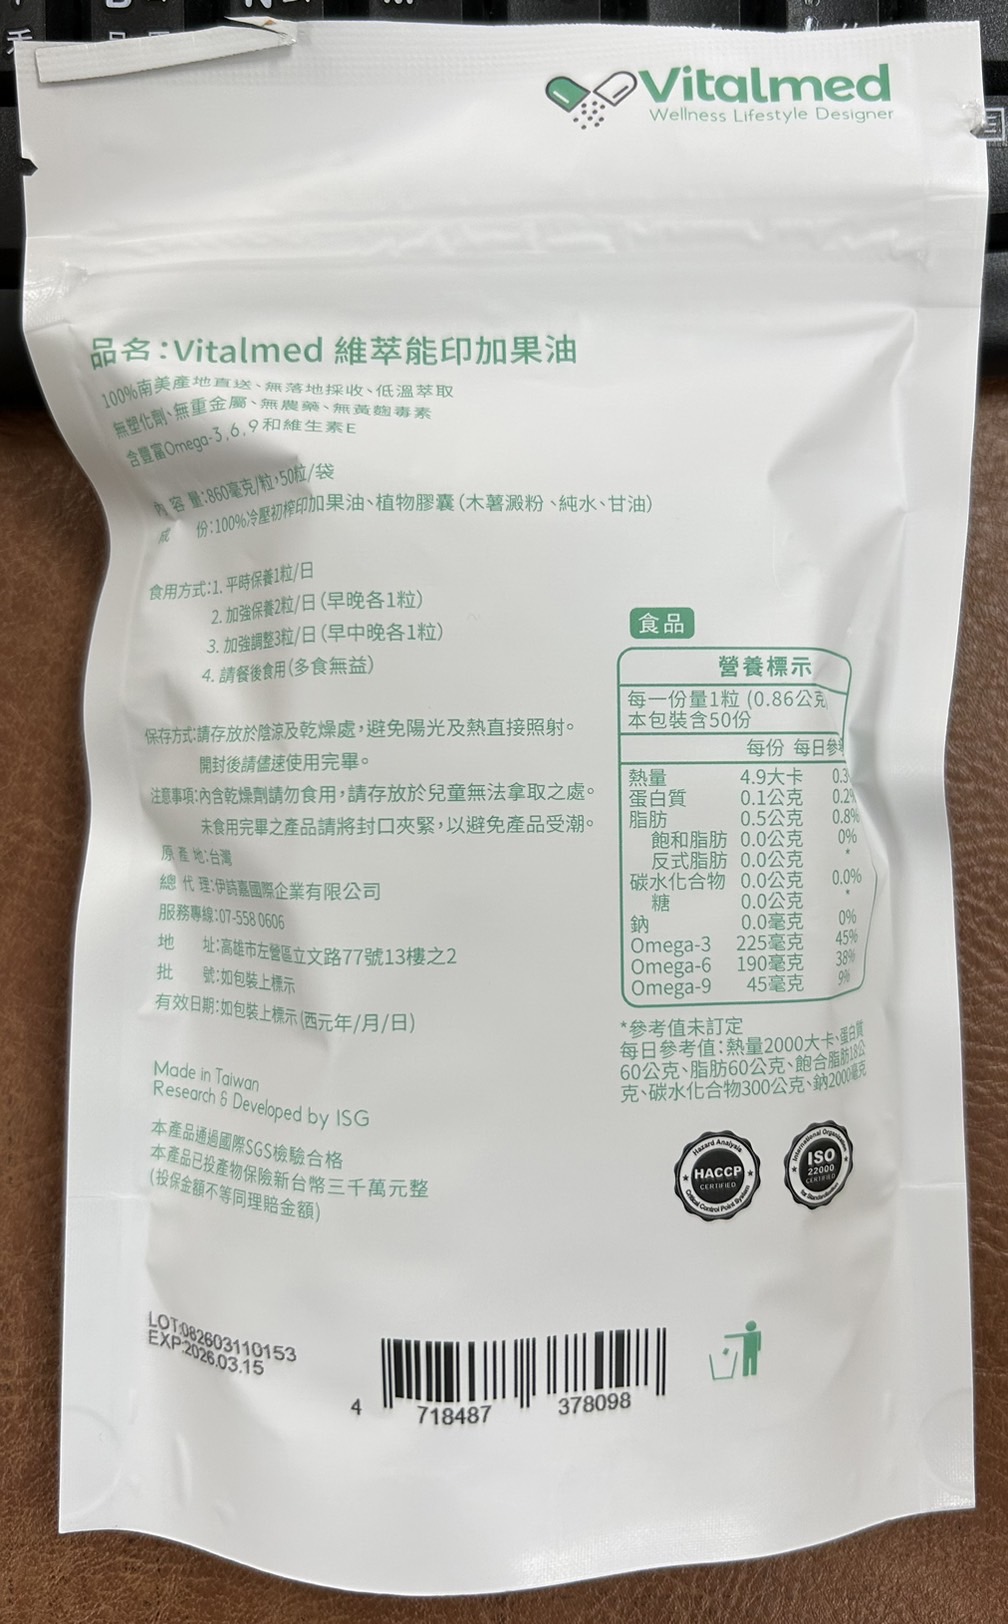 Vitalmed
Wellness Lifestyle Designer
品名:Vitalmed 維萃能印加果油
100%南美產地直送、無落地採收、低溫萃取
無塑化劑、無重金屬、無農藥、無黃麴毒素
含豐富Omega-3,6,9和維生素E
內容量:860毫克/粒,50粒/袋
成 份:100%冷壓初榨印加果油、植物膠囊(木薯澱粉、純水、甘油)
食用方式:1. 平時保養1粒/日
2. 加強保養2粒/日(早晚各1粒)
3. 加強調整3粒/日(早中晚各1粒)
4. 請餐後食用(多食無益)
保存方式:請存放於陰涼及乾燥處,避免陽光及熱直接照射。
開封後請儘速使用完畢。
注意事項:內含乾燥劑請勿食用,請存放於兒童無法拿取之處。
未食用完畢之產品請將封口夾緊,以避免產品受潮。
原產地:台灣
總代理:伊詩嘉國際企業有限公司
服務專線:07-558 0606
地 址:高雄市左營區立文路77號13樓之2
批 號:如包裝上標示
有效日期:如包裝上標示(西元年/月/日)
Made in Taiwan
Research & Developed by ISG
本產品通過國際SGS檢驗合格
本產品已投產物保險新台幣三千萬元整
(投保金額不等同理賠金額)
食品
營養標示
每一份量1粒 (0.86公克
本包裝含50份
每份 每日參
熱量 4.9大卡 0.
蛋白質 0.1公克 0.2%
脂肪 0.5公克 0.8%
飽和脂肪 0.0公克 0%
反式脂肪 0.0公克 *
碳水化合物 0.0公克 0.0%
糖 0.0公克 *
鈉 0.0毫克 0%
Omega-3 225毫克 45%
Omega-6 190毫克 38%
Omega-9 45毫克 9%
*參考值未訂定
每日參考值:熱量2000大卡、蛋白質
60公克、脂肪60公克、飽合脂肪18公
克、碳水化合物300公克、鈉2000毫克
Hazard Analysis
HACCP
CERTIFIED
Critical Control Point System
International Organization
ISO
22000
CERTIFIED
for Standardization
LOT:082603110153
EXP:2026.03.15
4 718487 378098